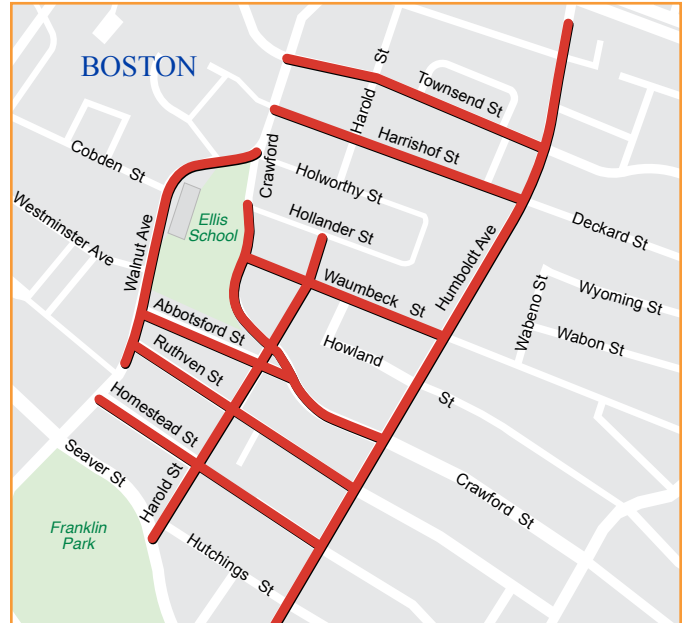 BOSTON
Townsend St
Harold St
Harrishof St
Cobden St
Crawford
Holworthy St
Westminster Ave
Walnut Ave
Ellis
School
Hollander St
Deckard St
Humboldt Ave
Waumbeck St
Wyoming St
Wabeno St
Wabon St
Abbotsford St
Ruthven St
Howland St
Homestead St
Seaver St
Harold St
Crawford St
Franklin
Park
Hutchings St